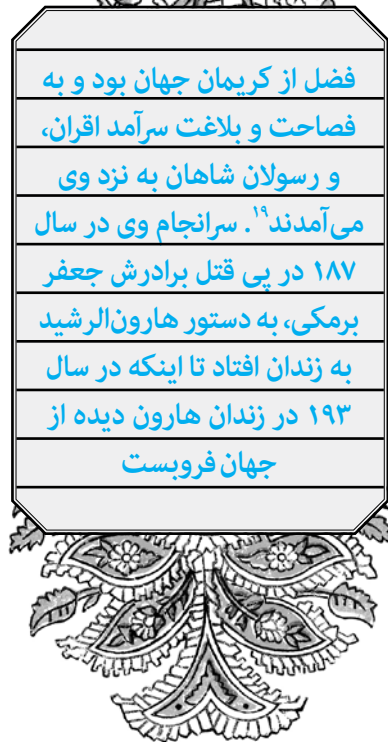 فضل از کریمان جهان بود و به
فصاحت و بلاغت سرآمد اقران،
و رسولان شاهان به نزد وی
می‌آمدند۱۹. سرانجام وی در سال
۱۸۷ در پی قتل برادرش جعفر
برمکی، به دستور هارون‌الرشید
به زندان افتاد تا اینکه در سال
۱۹۳ در زندان هارون دیده از
جهان فروبست